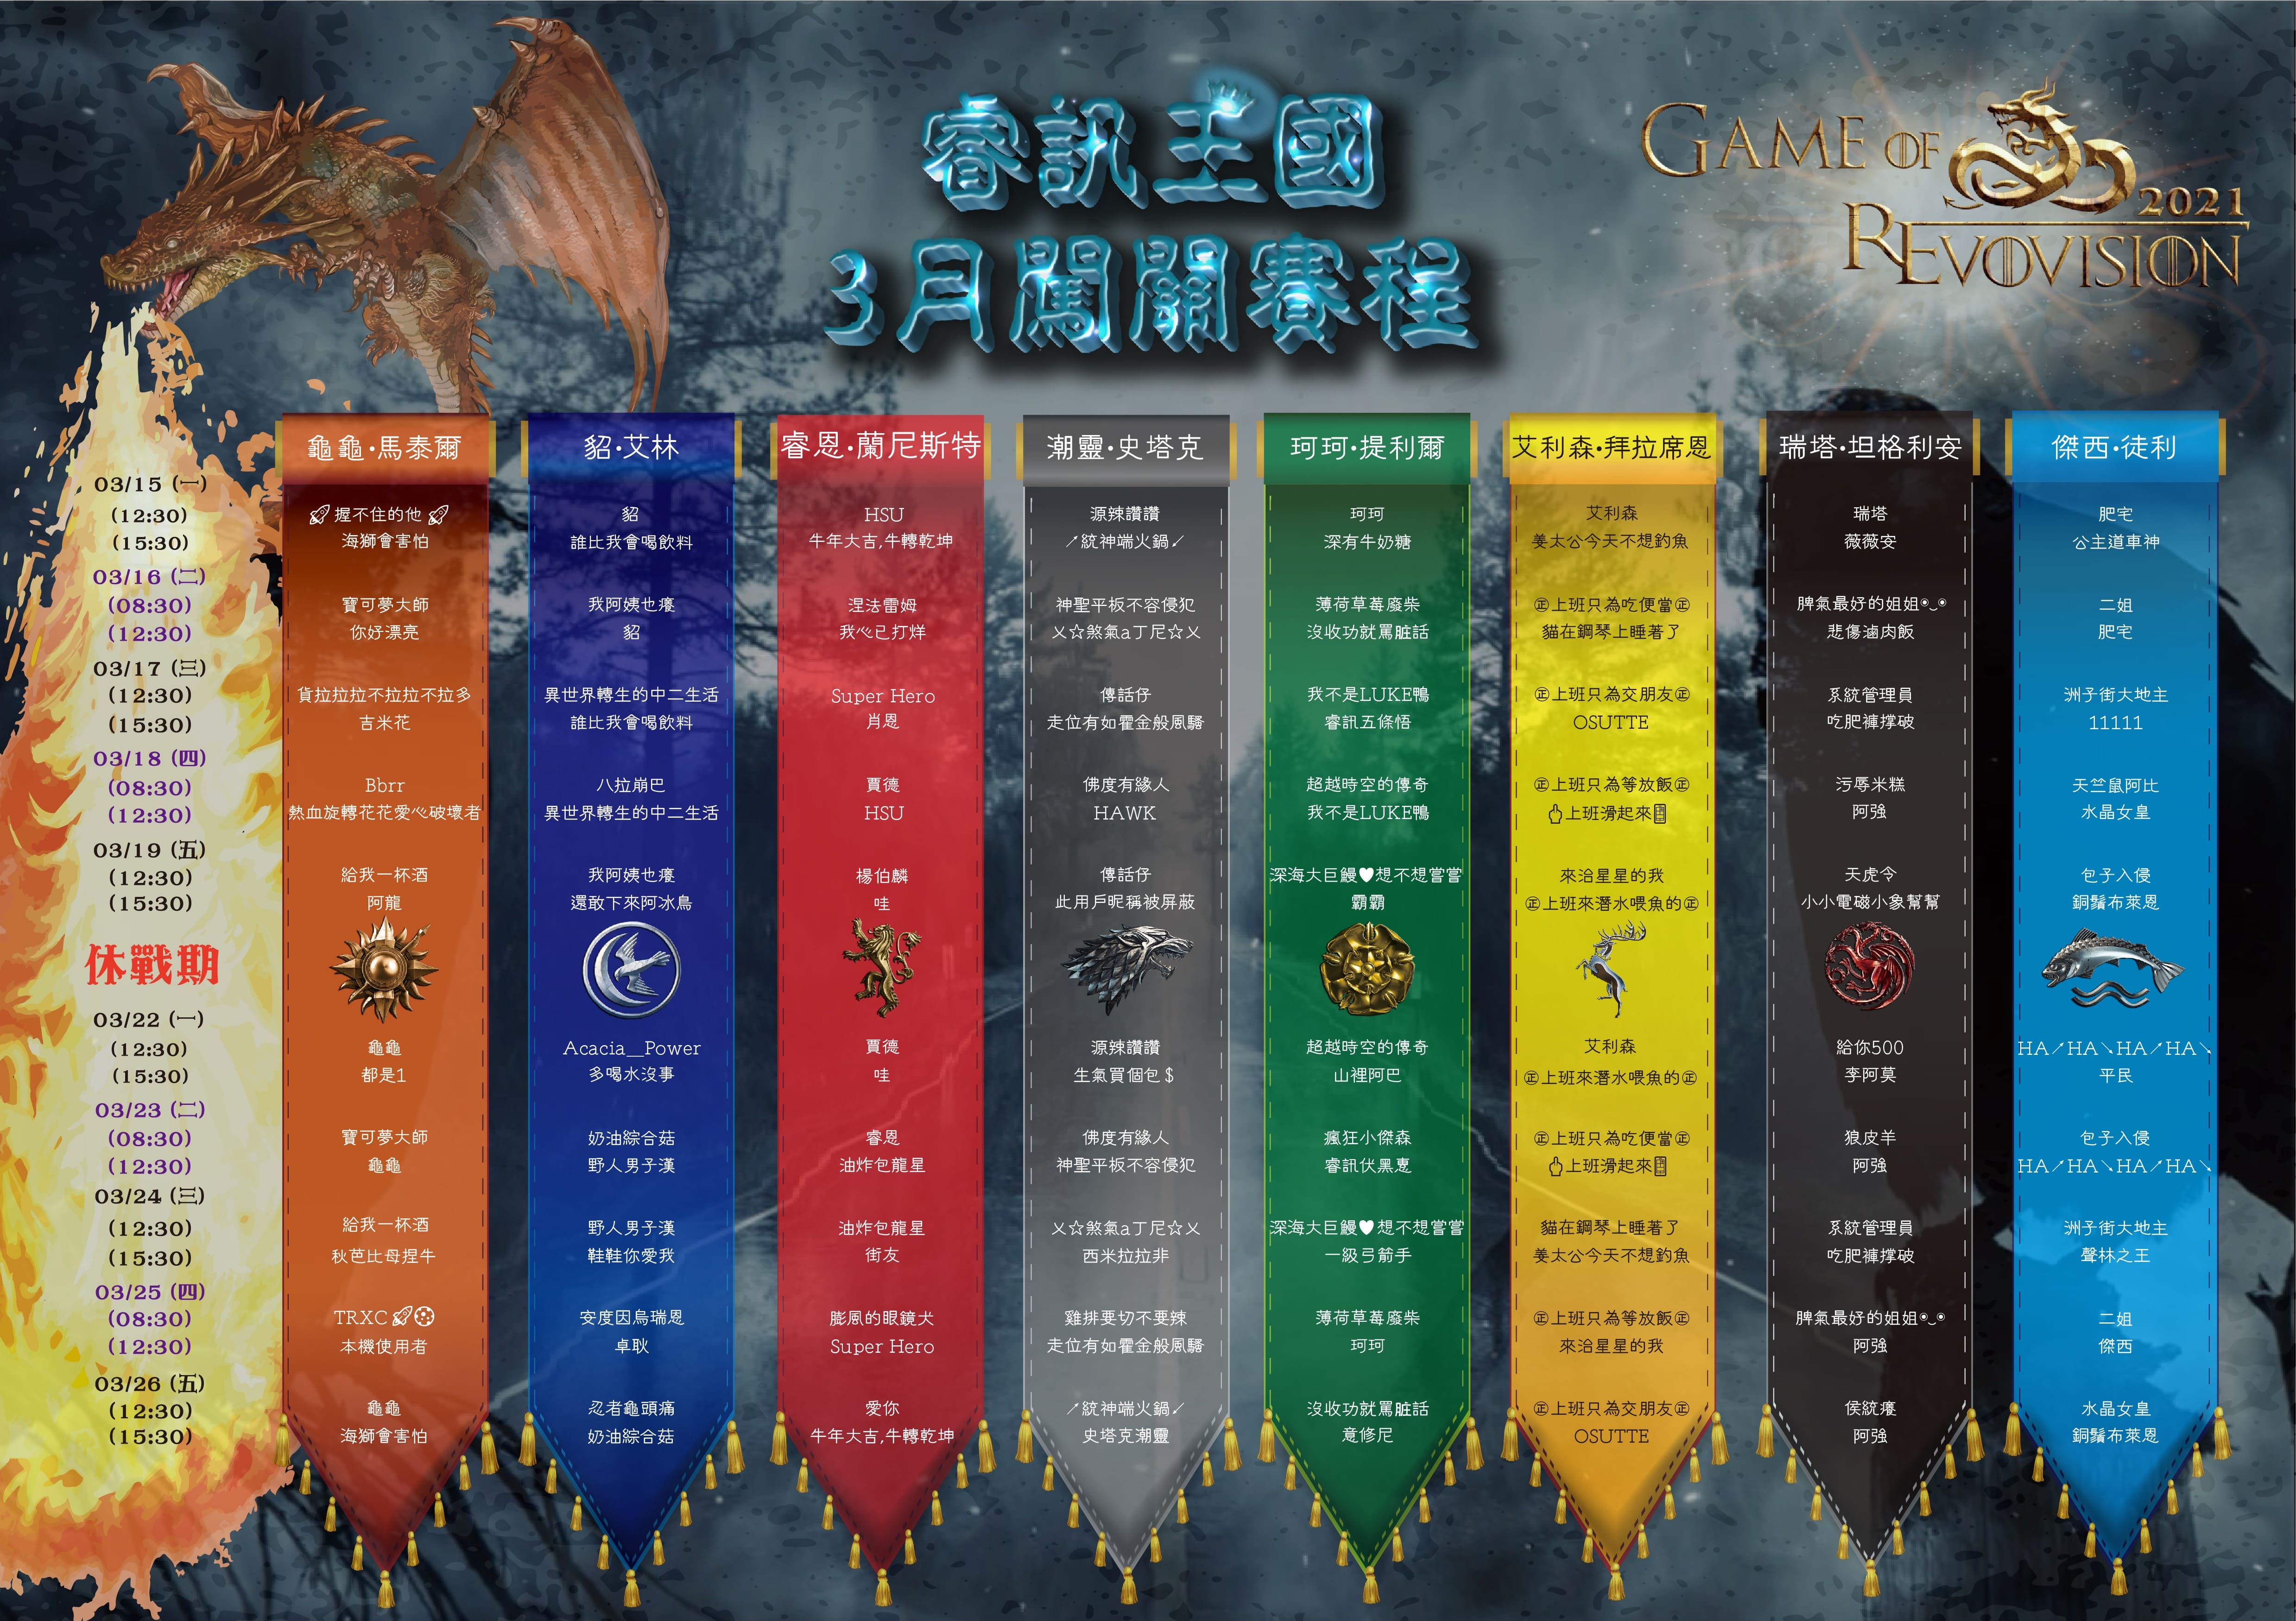 睿訊王國
3月闖關賽程
GAME OF
2021
REVOVISION
03/15 (一)
(12:30)
(15:30)
03/16 (二)
(08:30)
(12:30)
03/17 (三)
(12:30)
(15:30)
03/18 (四)
(08:30)
(12:30)
03/19 (五)
(12:30)
(15:30)
休戰期
03/22 (一)
(12:30)
(15:30)
03/23 (二)
(08:30)
(12:30)
03/24 (三)
(12:30)
(15:30)
03/25 (四)
(08:30)
(12:30)
03/26 (五)
(12:30)
(15:30)
龜龜·馬泰爾
🚀握不住的他🚀
海獅會害怕
寶可夢大師
你好漂亮
貨拉拉拉不拉拉不拉多
吉米花
Bbrr
熱血旋轉花花愛心破壞者
給我一杯酒
阿龍
龜龜
都是1
寶可夢大師
龜龜
給我一杯酒
秋芭比母捏牛
TRXC🚀⚽
本機使用者
龜龜
海獅會害怕
貂·艾林
貂
誰比我會喝飲料
我阿姨也癢
貂
異世界轉生的中二生活
誰比我會喝飲料
八拉崩巴
異世界轉生的中二生活
我阿姨也癢
還敢下來阿冰鳥
Acacia__Power
多喝水沒事
奶油綜合菇
野人男子漢
野人男子漢
鞋鞋你愛我
安度因烏瑞恩
卓耿
忍者龜頭痛
奶油綜合菇
睿恩·蘭尼斯特
HSU
牛年大吉,牛轉乾坤
涅法雷姆
我心已打烊
Super Hero
肖恩
賈德
HSU
楊伯麟
哇
賈德
哇
睿恩
油炸包龍星
油炸包龍星
街友
膨風的眼鏡犬
Super Hero
愛你
牛年大吉,牛轉乾坤
潮靈·史塔克
源辣讚讚
↗統神端火鍋↙
神聖平板不容侵犯
乂☆煞氣a丁尼☆乂
傳話仔
走位有如霍金般風騷
佛度有緣人
HAWK
傳話仔
此用戶昵稱被屏蔽
源辣讚讚
生氣買個包$
佛度有緣人
神聖平板不容侵犯
乂☆煞氣a丁尼☆乂
西米拉拉非
雞排要切不要辣
走位有如霍金般風騷
↗統神端火鍋↙
史塔克潮靈
珂珂·提利爾
珂珂
深有牛奶糖
薄荷草莓廢柴
沒收功就罵髒話
我不是LUKE鴨
睿訊五條悟
超越時空的傳奇
我不是LUKE鴨
深海大巨鰻♥想不想嘗嘗
霸霸
超越時空的傳奇
山裡阿巴
瘋狂小傑森
睿訊伏黑惠
深海大巨鰻♥想不想嘗嘗
一級弓箭手
薄荷草莓廢柴
珂珂
沒收功就罵髒話
意修尼
艾利森·拜拉席恩
艾利森
姜太公今天不想釣魚
㊣上班只為吃便當㊣
貓在鋼琴上睡著了
㊣上班只為交朋友㊣
OSUTTE
㊣上班只為等放飯㊣
🖕上班滑起來📱
來洽星星的我
㊣上班來潛水喂魚的㊣
艾利森
㊣上班來潛水喂魚的㊣
㊣上班只為吃便當㊣
🖕上班滑起來📱
貓在鋼琴上睡著了
姜太公今天不想釣魚
㊣上班只為等放飯㊣
來洽星星的我
㊣上班只為交朋友㊣
OSUTTE
瑞塔·坦格利安
瑞塔
薇薇安
脾氣最好的姐姐◉‿◉
悲傷滷肉飯
系統管理員
吃肥褲撐破
污辱米糕
阿強
天虎令
小小電磁小象幫幫
給你500
李阿莫
狼皮羊
阿強
系統管理員
吃肥褲撐破
脾氣最好的姐姐◉‿◉
阿強
侯統癢
阿強
傑西·徒利
肥宅
公主道車神
二姐
肥宅
洲子街大地主
11111
天竺鼠阿比
水晶女皇
包子入侵
銅鬚布萊恩
HA↗HA↘HA↗HA↘
平民
包子入侵
HA↗HA↘HA↗HA↘
洲子街大地主
聲林之王
二姐
傑西
水晶女皇
銅鬚布萊恩